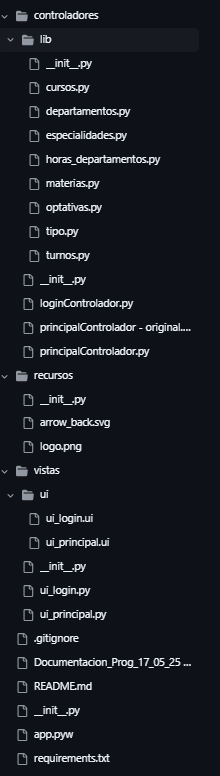 controladores
lib
__init__.py
cursos.py
departamentos.py
especialidades.py
horas_departamentos.py
materias.py
optativas.py
tipo.py
turnos.py
__init__.py
loginControlador.py
principalControlador - original....
principalControlador.py
recursos
__init__.py
arrow_back.svg
logo.png
vistas
ui
ui_login.ui
ui_principal.ui
__init__.py
ui_login.py
ui_principal.py
.gitignore
Documentacion_Prog_17_05_25 ...
README.md
__init__.py
app.pyw
requirements.txt